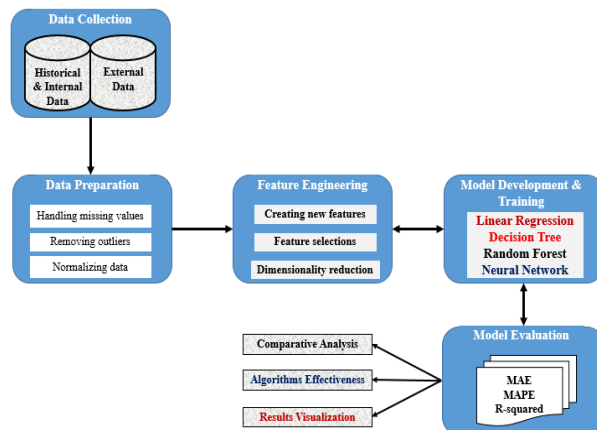 Data Collection
Historical
& Internal
Data
External
Data
Data Preparation
Handling missing values
Removing outliers
Normalizing data
Feature Engineering
Creating new features
Feature selections
Dimensionality reduction
Model Development &
Training
Linear Regression
Decision Tree
Random Forest
Neural Network
Model Evaluation
MAE
MAPE
R-squared
Comparative Analysis
Algorithms Effectiveness
Results Visualization